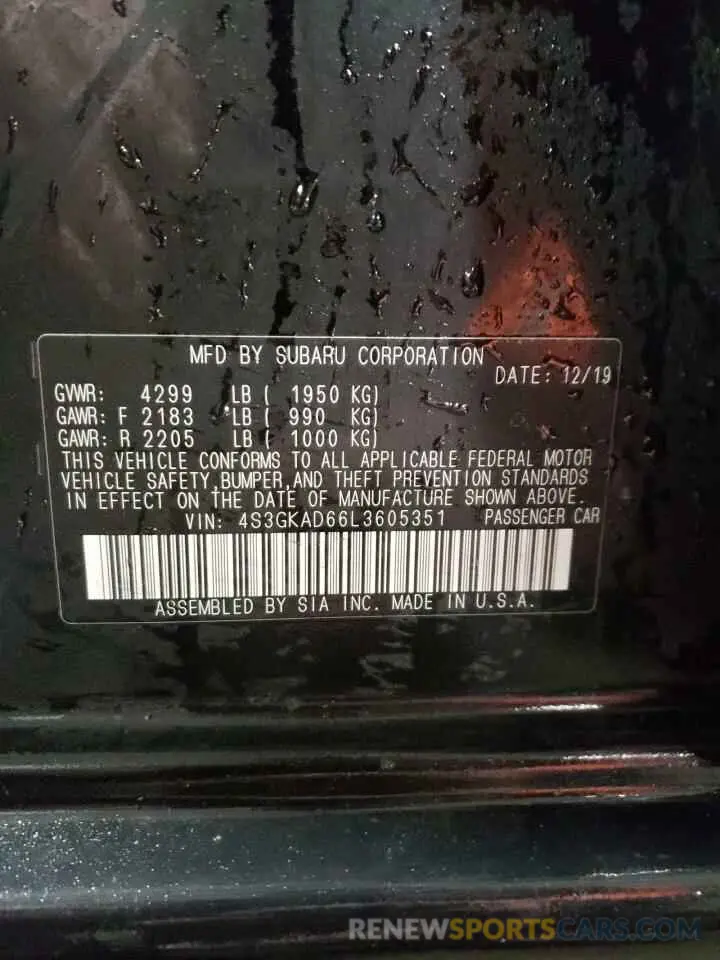 MFD BY SUBARU CORPORATION
DATE: 12/19
GVWR: 4299 LB ( 1950 KG)
GAWR: F 2183 LB ( 990 KG)
GAWR: R 2205 LB ( 1000 KG)
THIS VEHICLE CONFORMS TO ALL APPLICABLE FEDERAL MOTOR
VEHICLE SAFETY,BUMPER,AND THEFT PREVENTION STANDARDS
IN EFFECT ON THE DATE OF MANUFACTURE SHOWN ABOVE.
VIN: 4S3GKAD66L3605351 PASSENGER CAR
ASSEMBLED BY SIA INC. MADE IN U.S.A.
RENEWSPORTSCARS.COM